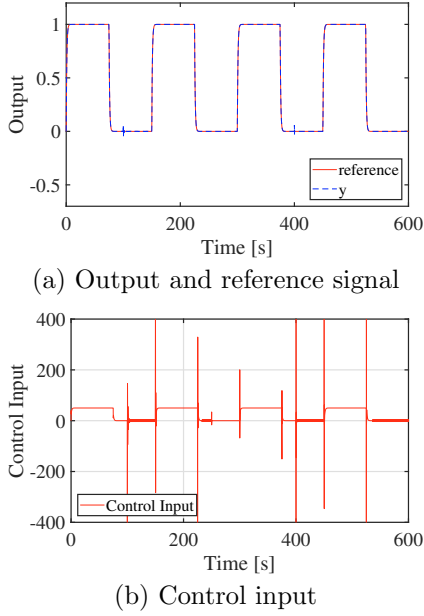 1
0.5
0
-0.5
Output
reference
y
0
200
400
600
Time [s]
(a) Output and reference signal
400
200
0
-200
-400
Control Input
Control Input
0
200
400
600
Time [s]
(b) Control input